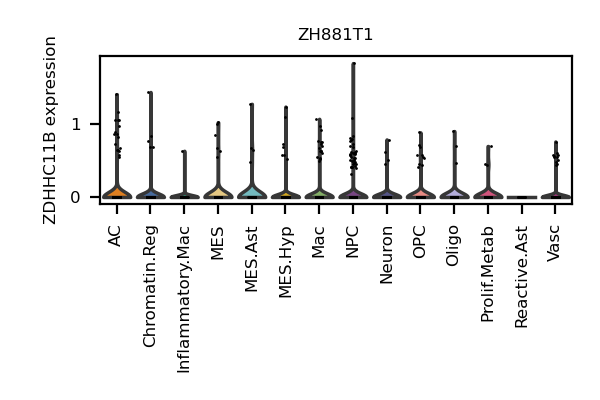 ZH881T1
ZDHHC11B expression
1
0
AC
Chromatin.Reg
Inflammatory.Mac
MES
MES.Ast
MES.Hyp
Mac
NPC
Neuron
OPC
Oligo
Prolif.Metab
Reactive.Ast
Vasc